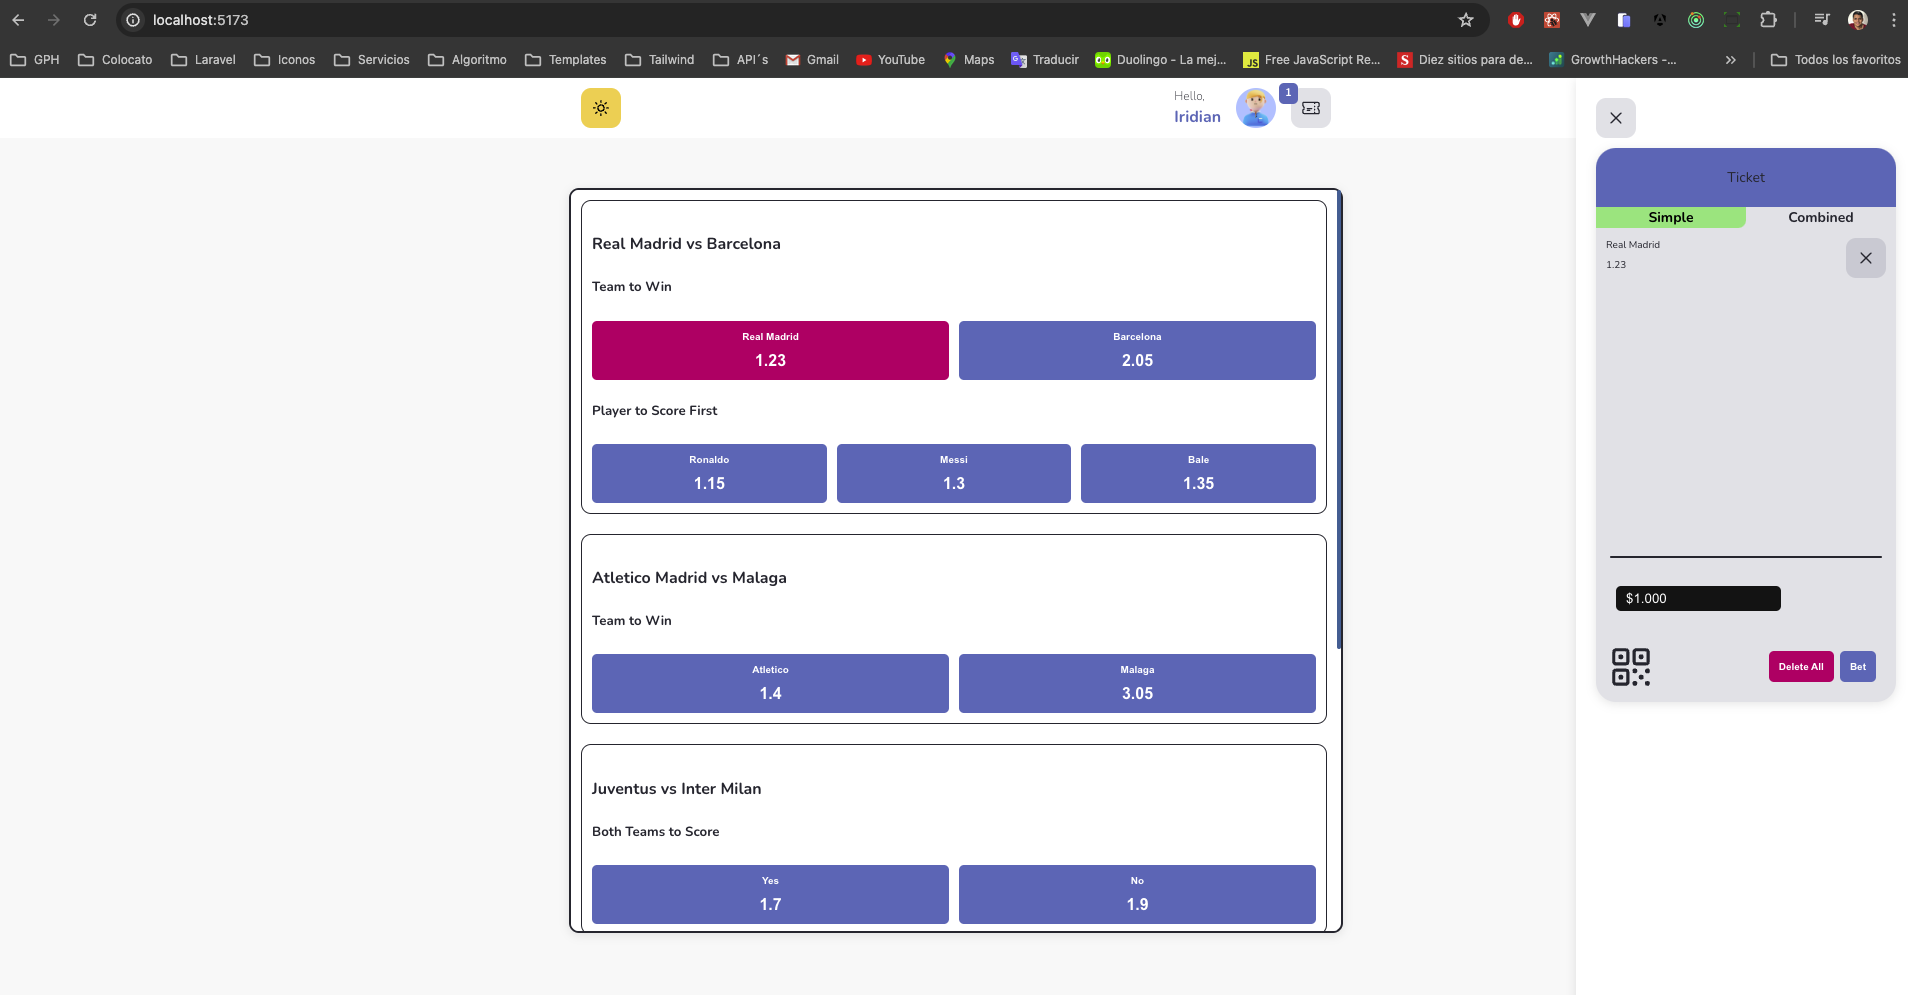 localhost:5173
GPH Colocato Laravel Iconos Servicios Algoritmo Templates Tailwind API´s Gmail YouTube Maps Traducir Duolingo - La mej... Free JavaScript Re... Diez sitios para de... GrowthHackers -... Todos los favoritos
Hello,
Iridian
1
Real Madrid vs Barcelona
Team to Win
Real Madrid
1.23
Barcelona
2.05
Player to Score First
Ronaldo
1.15
Messi
1.3
Bale
1.35
Atletico Madrid vs Malaga
Team to Win
Atletico
1.4
Malaga
3.05
Juventus vs Inter Milan
Both Teams to Score
Yes
1.7
No
1.9
Ticket
Simple
Combined
Real Madrid
1.23
$1.000
Delete All
Bet